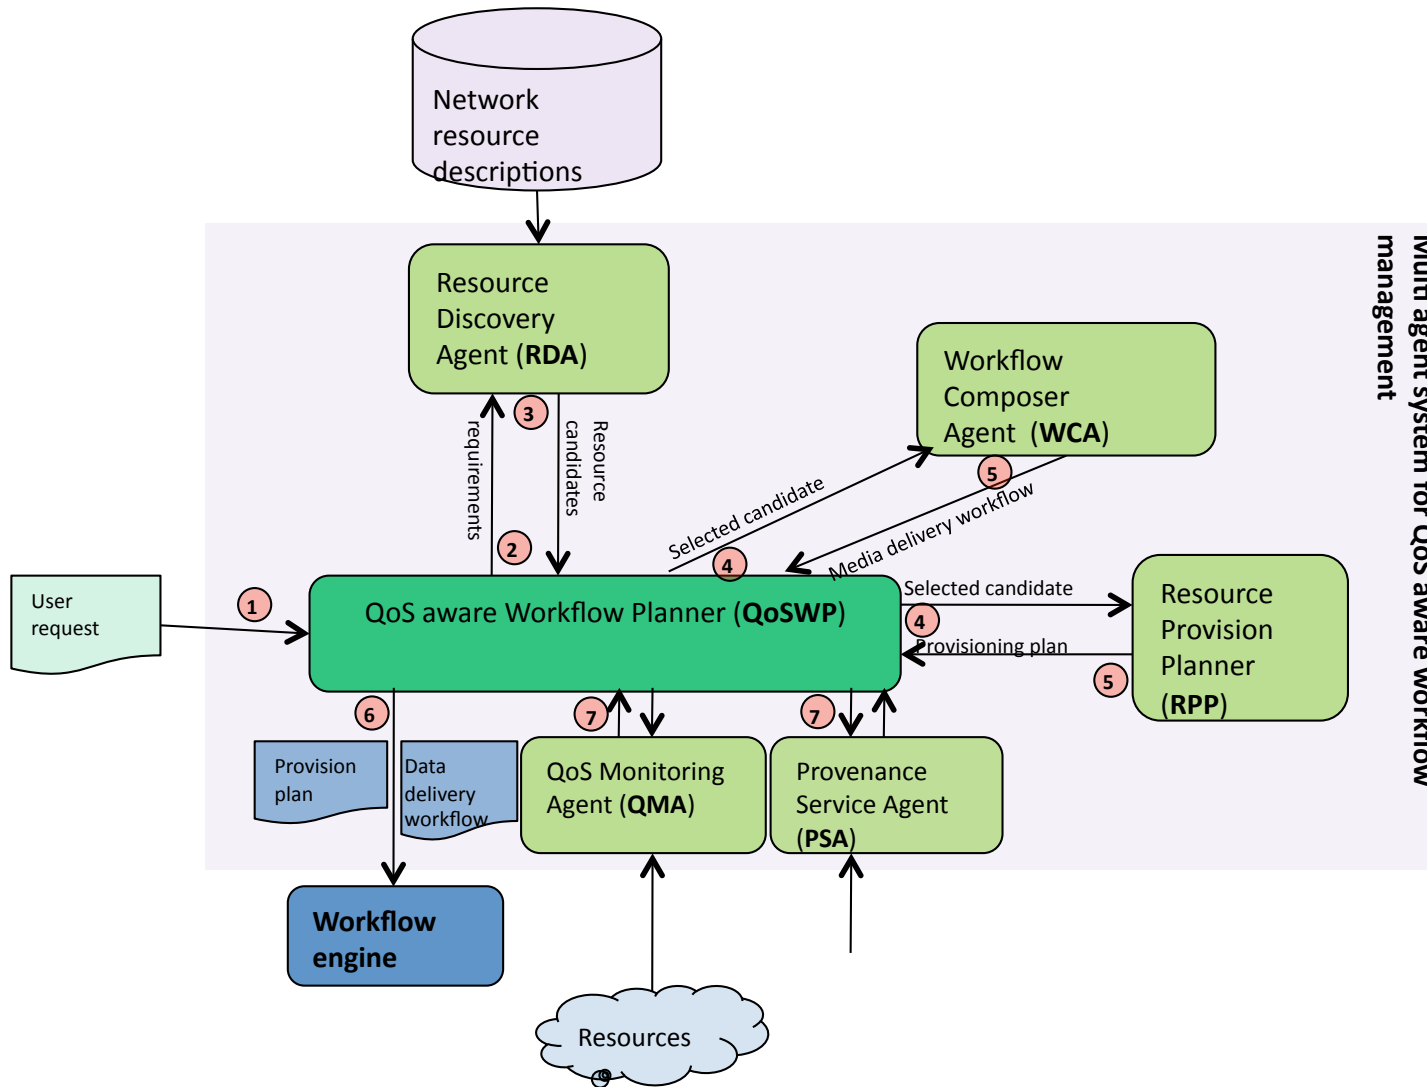 Network
resource
descriptions
Multi agent system for QoS aware workflow
management
Resource
Discovery
Agent (RDA)
Workflow
Composer
Agent (WCA)
3
requirements
Resource
candidates
5
Selected candidate
Media delivery workflow
2
4
User
request
1
QoS aware Workflow Planner (QoSWP)
Selected candidate
4
Provisioning plan
5
Resource
Provision
Planner
(RPP)
6
7
7
Provision
plan
Data
delivery
workflow
QoS Monitoring
Agent (QMA)
Provenance
Service Agent
(PSA)
Workflow
engine
Resources